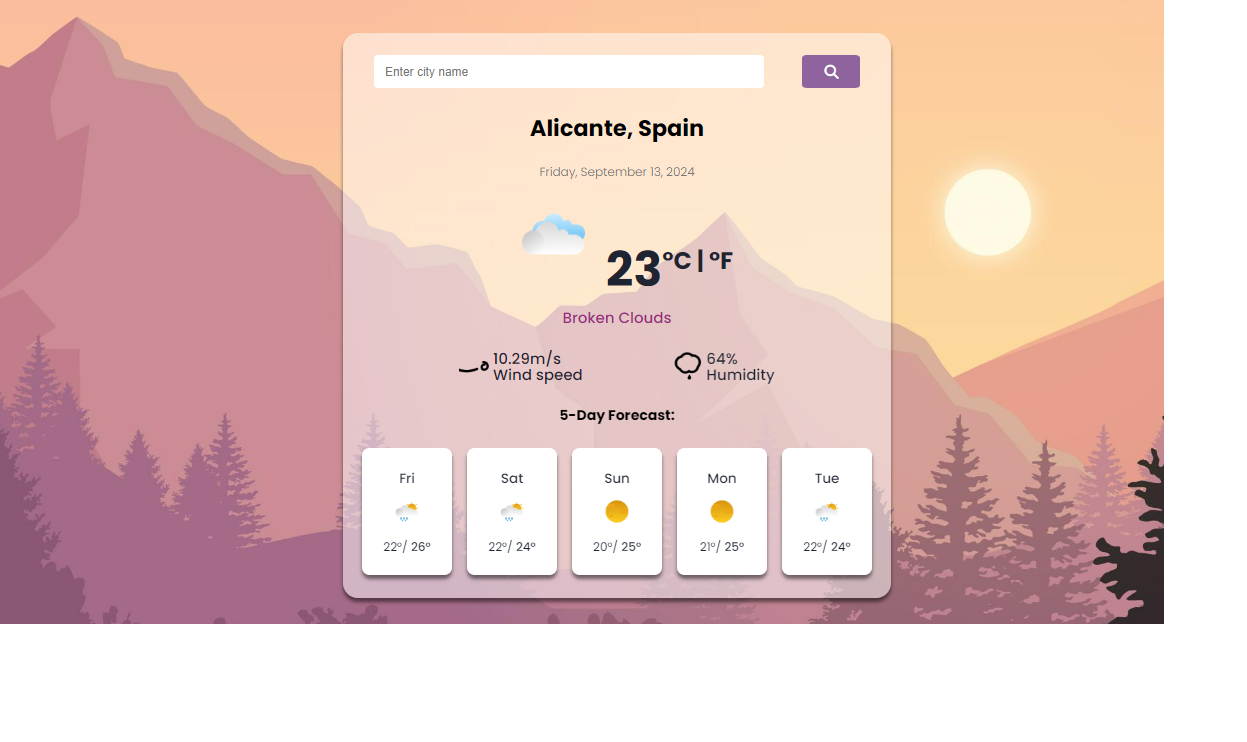 Enter city name
Alicante, Spain
Friday, September 13, 2024
23°C | °F
Broken Clouds
10.29m/s
Wind speed
64%
Humidity
5-Day Forecast:
Fri
22°/ 26°
Sat
22°/ 24°
Sun
20°/ 25°
Mon
21°/ 25°
Tue
22°/ 24°